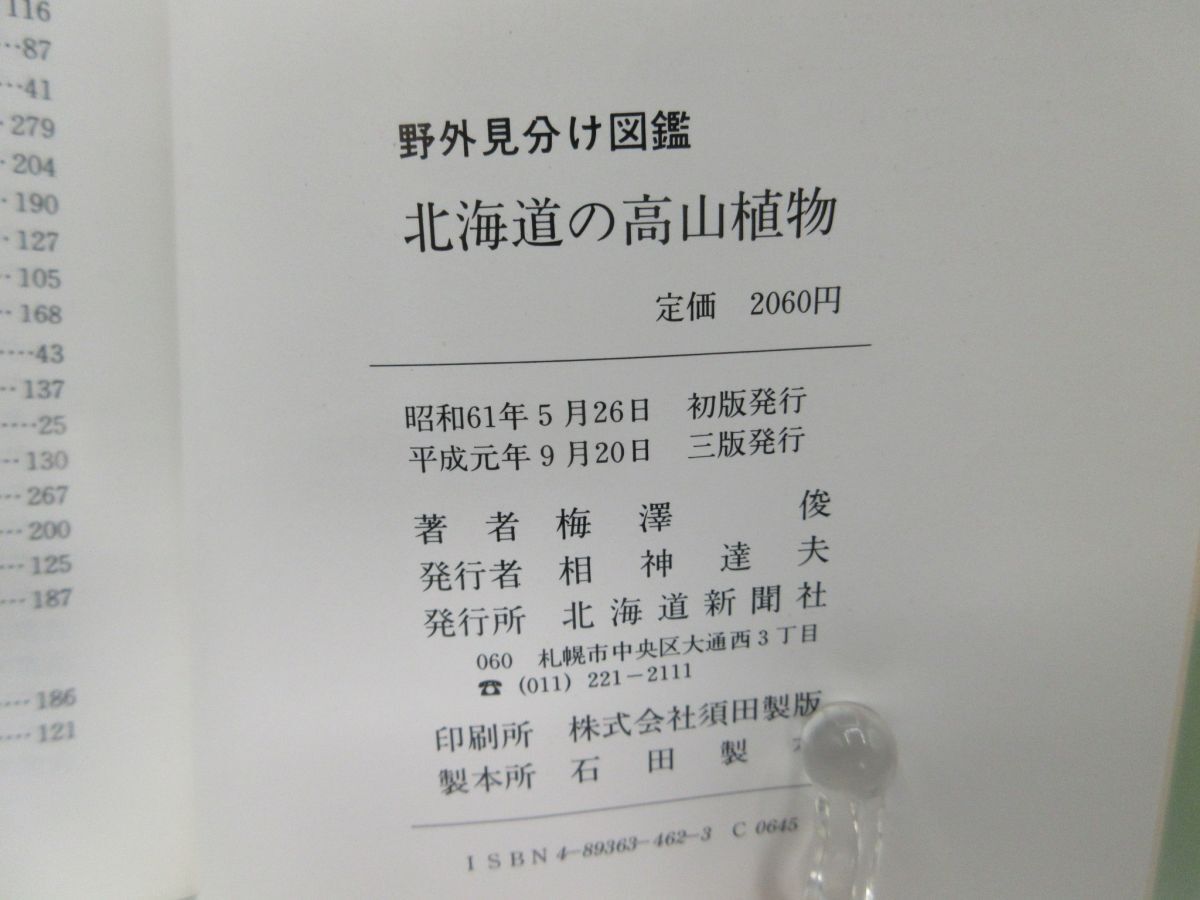 116
87
41
279
204
190
127
105
168
43
137
25
130
267
200
125
187
186
121
野外見分け図鑑
北海道の高山植物
定価 2060円
昭和61年5月26日 初版発行
平成元年9月20日 三版発行
著者 梅澤 俊
発行者 相神達夫
発行所 北海道新聞社
060 札幌市中央区大通西3丁目
☎ (011) 221-2111
印刷所 株式会社須田製版
製本所 石田製
ISBN 4-89363-462-3 C 0645